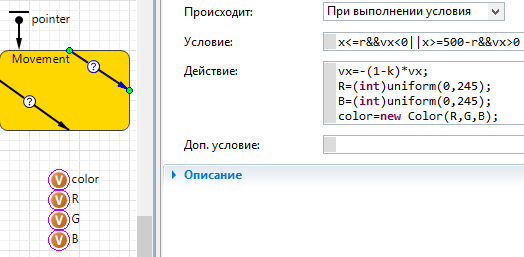 pointer
Movement
?
?
V color
V R
V G
V B
Происходит: При выполнении условия
Условие: x<=r&&vx<0||x>=500-r&&vx>0
Действие: vx=-(1-k)*vx;
R=(int)uniform(0,245);
B=(int)uniform(0,245);
color=new Color(R,G,B);
Доп. условие:
Описание